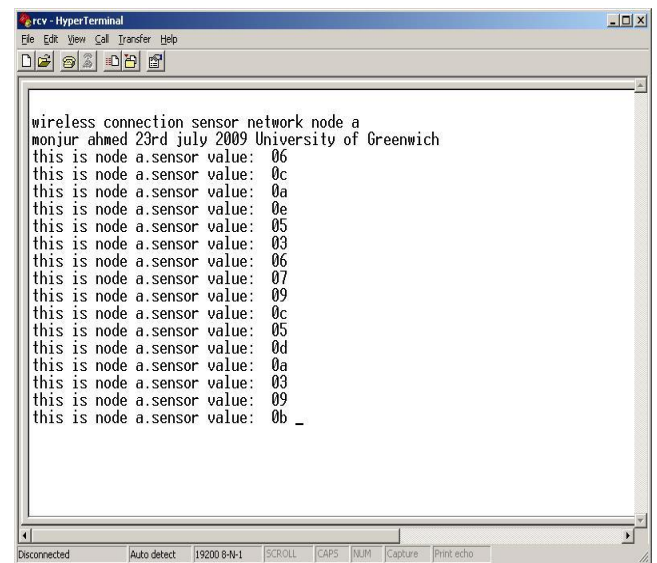 rcv - HyperTerminal
File Edit View Call Transfer Help
wireless connection sensor network node a
monjur ahmed 23rd july 2009 University of Greenwich
this is node a.sensor value: 06
this is node a.sensor value: 0c
this is node a.sensor value: 0a
this is node a.sensor value: 0e
this is node a.sensor value: 05
this is node a.sensor value: 03
this is node a.sensor value: 06
this is node a.sensor value: 07
this is node a.sensor value: 09
this is node a.sensor value: 0c
this is node a.sensor value: 05
this is node a.sensor value: 0d
this is node a.sensor value: 0a
this is node a.sensor value: 03
this is node a.sensor value: 09
this is node a.sensor value: 0b _
Disconnected Auto detect 19200 8-N-1 SCROLL CAPS NUM Capture Print echo